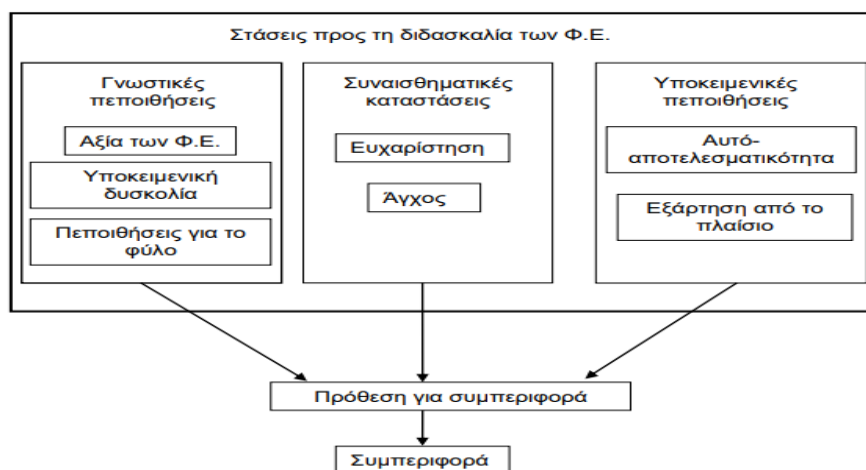 Στάσεις προς τη διδασκαλία των Φ.Ε.
Γνωστικές
πεποιθήσεις
Αξία των Φ.Ε.
Υποκειμενική
δυσκολία
Πεποιθήσεις για το
φύλο
Συναισθηματικές
καταστάσεις
Ευχαρίστηση
Άγχος
Υποκειμενικές
πεποιθήσεις
Αυτό-
αποτελεσματικότητα
Εξάρτηση από το
πλαίσιο
Πρόθεση για συμπεριφορά
Συμπεριφορά